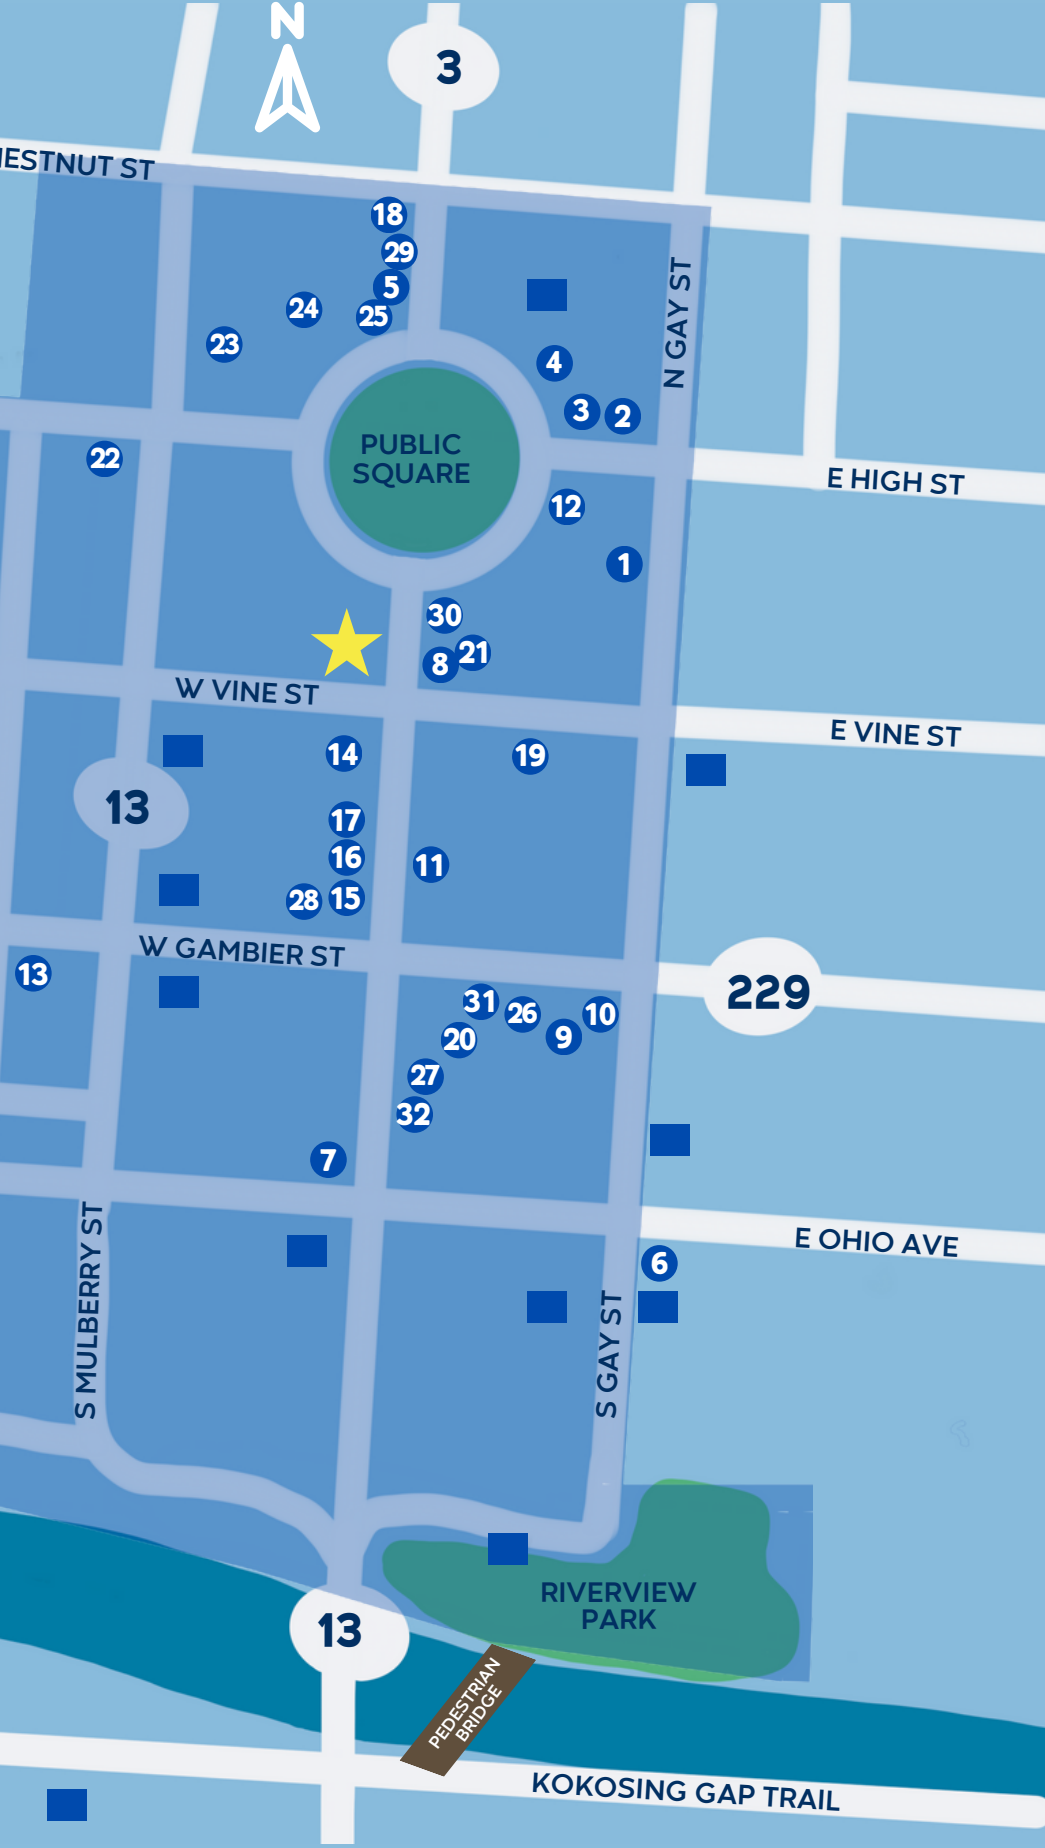 N
3
HESTNUT ST
18
29
5
25
24
23
N GAY ST
4
3
2
PUBLIC
SQUARE
22
E HIGH ST
12
1
30
21
8
W VINE ST
E VINE ST
14
19
13
17
16
11
28
15
W GAMBIER ST
13
229
31
26
10
9
20
27
32
7
S MULBERRY ST
E OHIO AVE
6
S GAY ST
RIVERVIEW
PARK
13
PEDESTRIAN
BRIDGE
KOKOSING GAP TRAIL